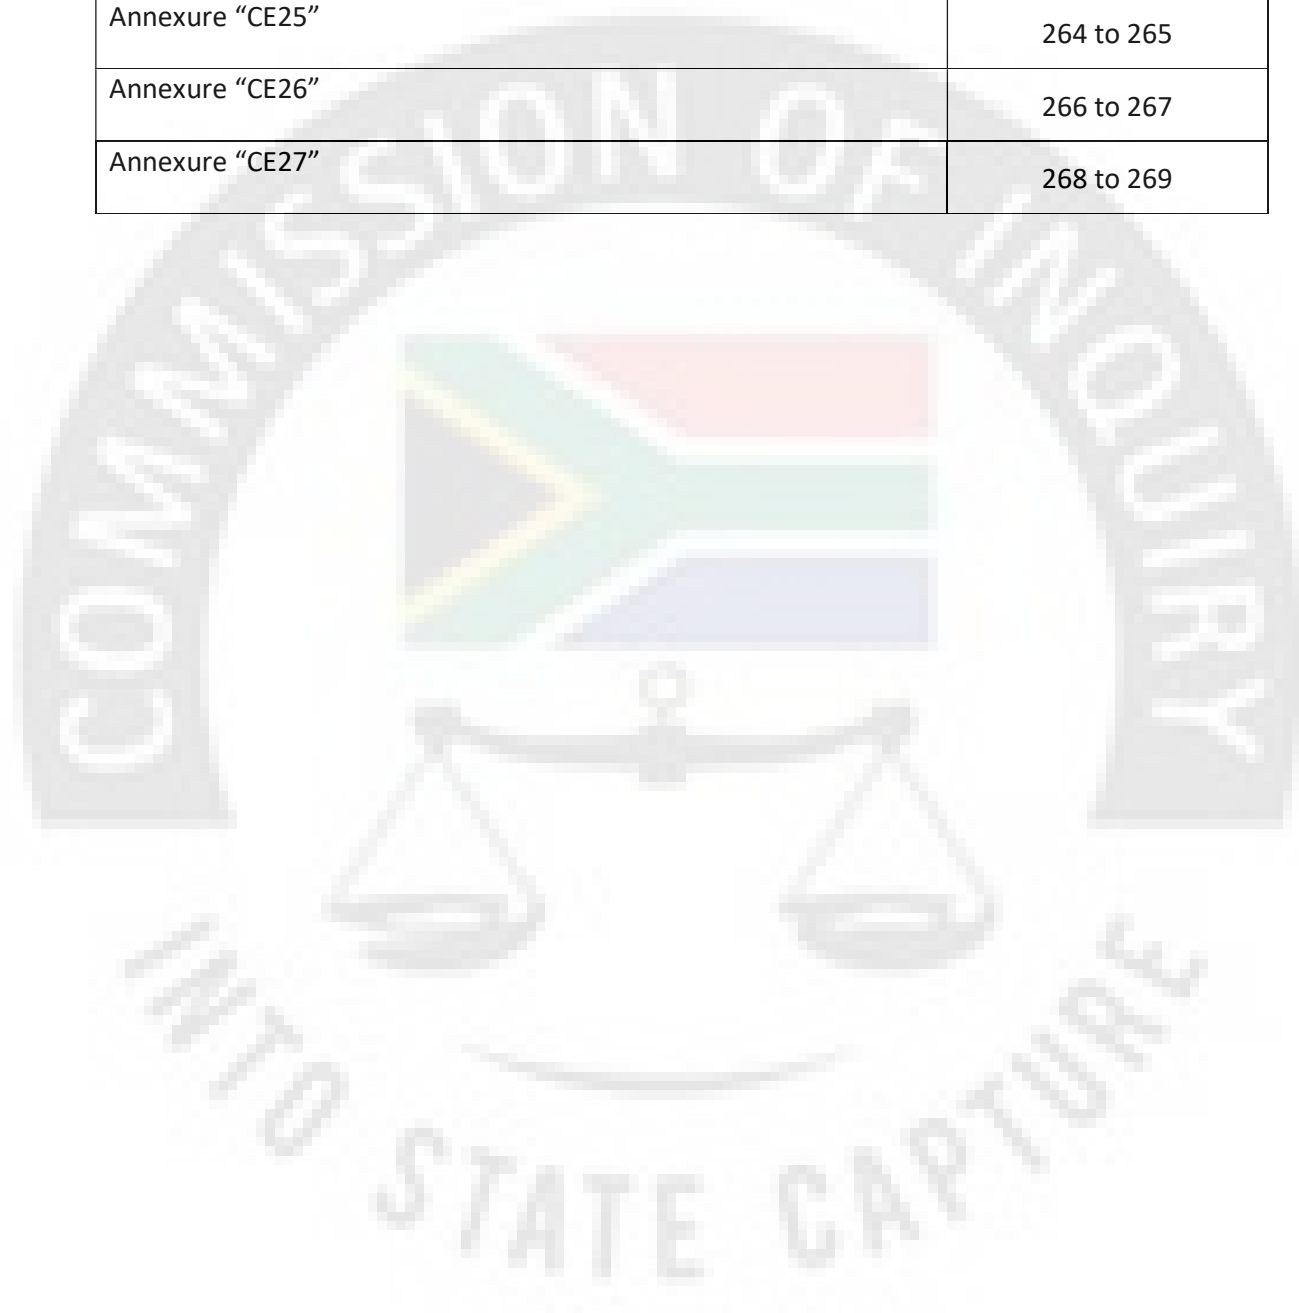 Annexure “CE25”
264 to 265
Annexure “CE26”
266 to 267
Annexure “CE27”
268 to 269
COMMISSION OF INQUIRY
INTO STATE CAPTURE